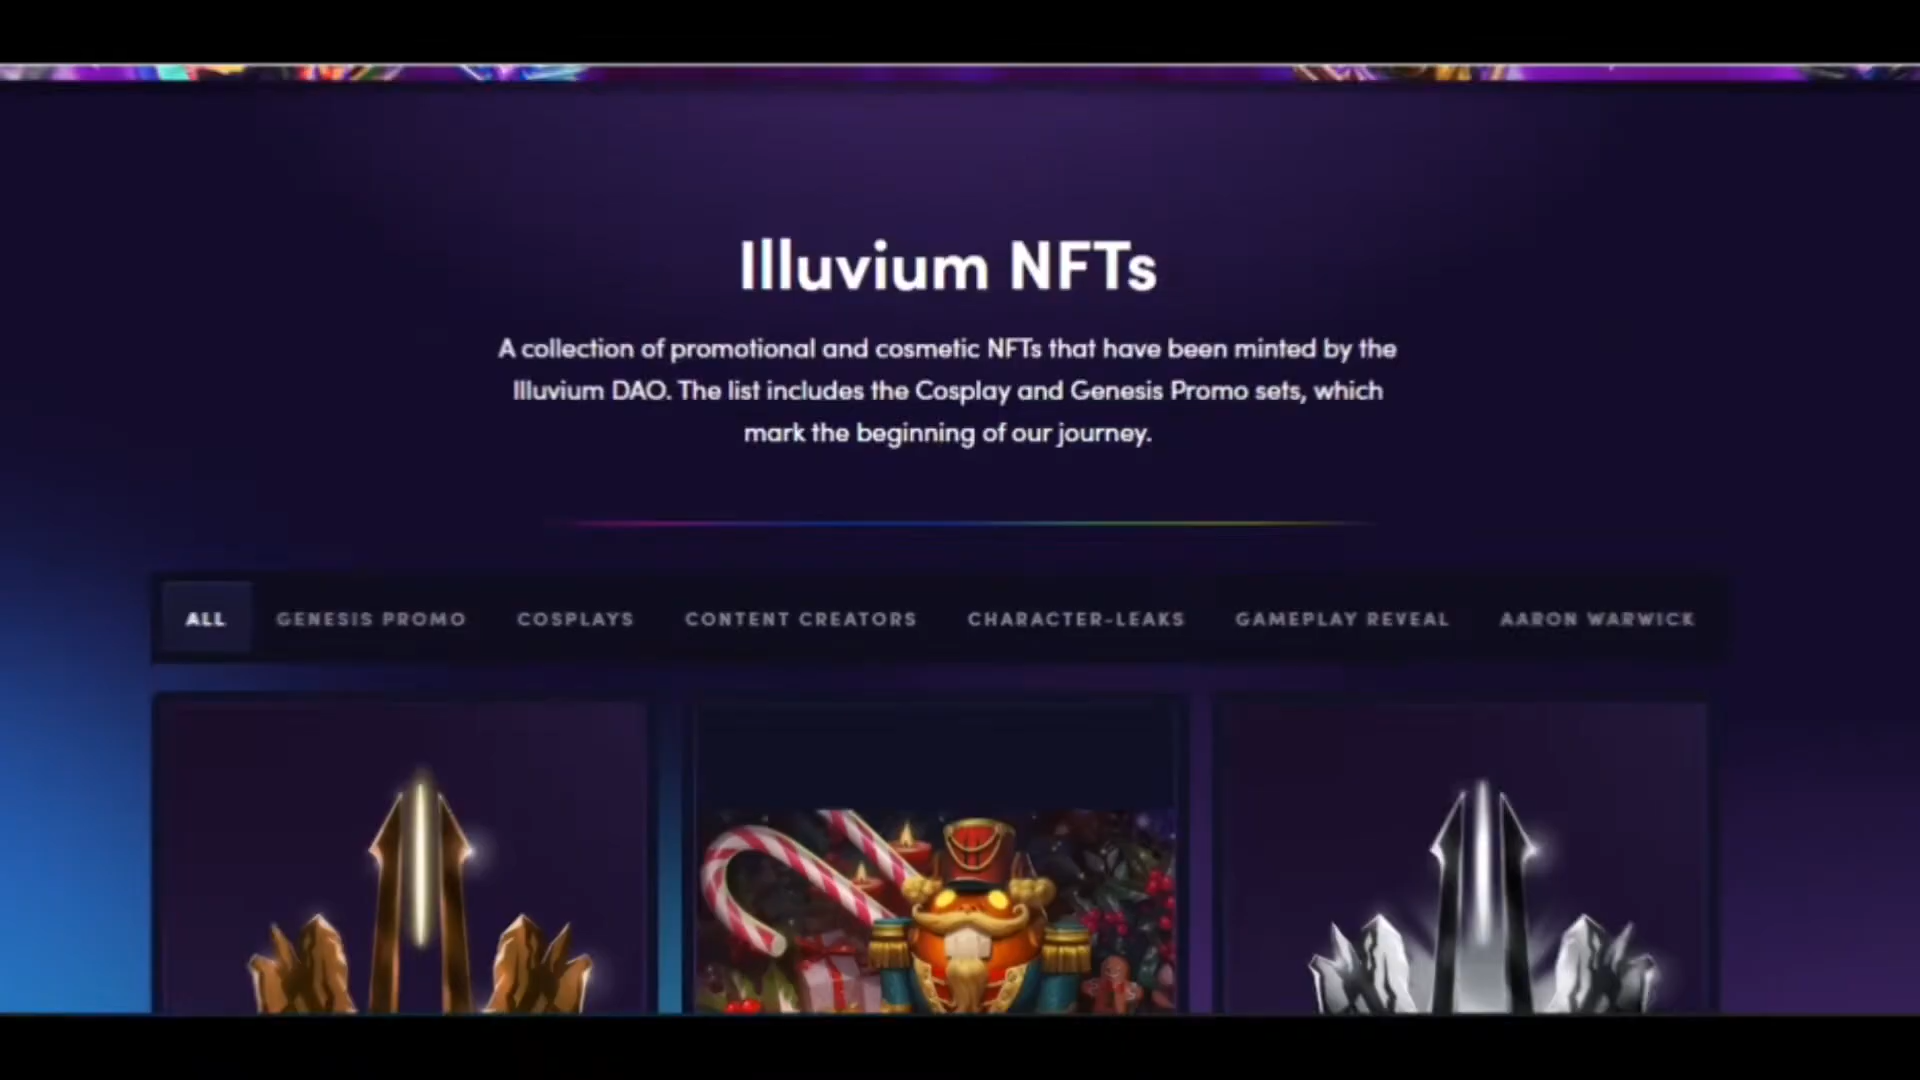 Illuvium NFTs
A collection of promotional and cosmetic NFTs that have been minted by the
Illuvium DAO. The list includes the Cosplay and Genesis Promo sets, which
mark the beginning of our journey.
ALL GENESIS PROMO COSPLAYS CONTENT CREATORS CHARACTER-LEAKS GAMEPLAY REVEAL AARON WARWICK